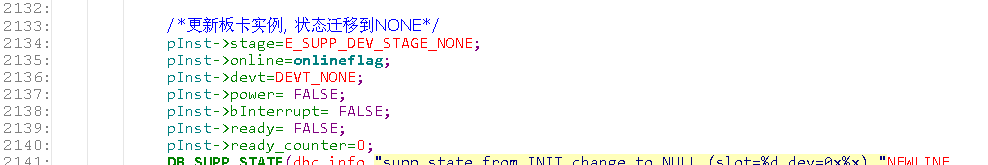 2132:
2133: /*更新板卡实例, 状态迁移到NONE*/
2134: pInst->stage=E_SUPP_DEV_STAGE_NONE;
2135: pInst->online=onlineflag;
2136: pInst->devt=DEVT_NONE;
2137: pInst->power= FALSE;
2138: pInst->bInterrupt= FALSE;
2139: pInst->ready= FALSE;
2140: pInst->ready_counter=0;
2141 DB_SUPP_STATE(dbc_info,"supp state from INIT change to NULL (slot=%d dev=0x%x) "NEWLINE